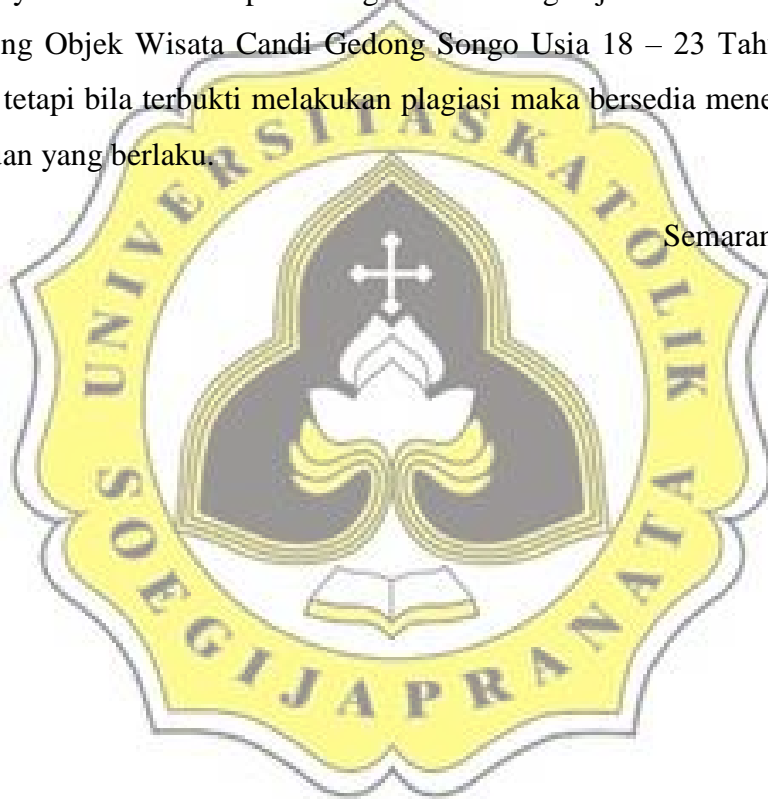 ng Objek Wisata Candi Gedong Songo Usia 18 – 23 Tah
tetapi bila terbukti melakukan plagiasi maka bersedia mene
an yang berlaku.
Semaran
UNIVERSITAS KATOLIK
SOEGIJAPRANATA